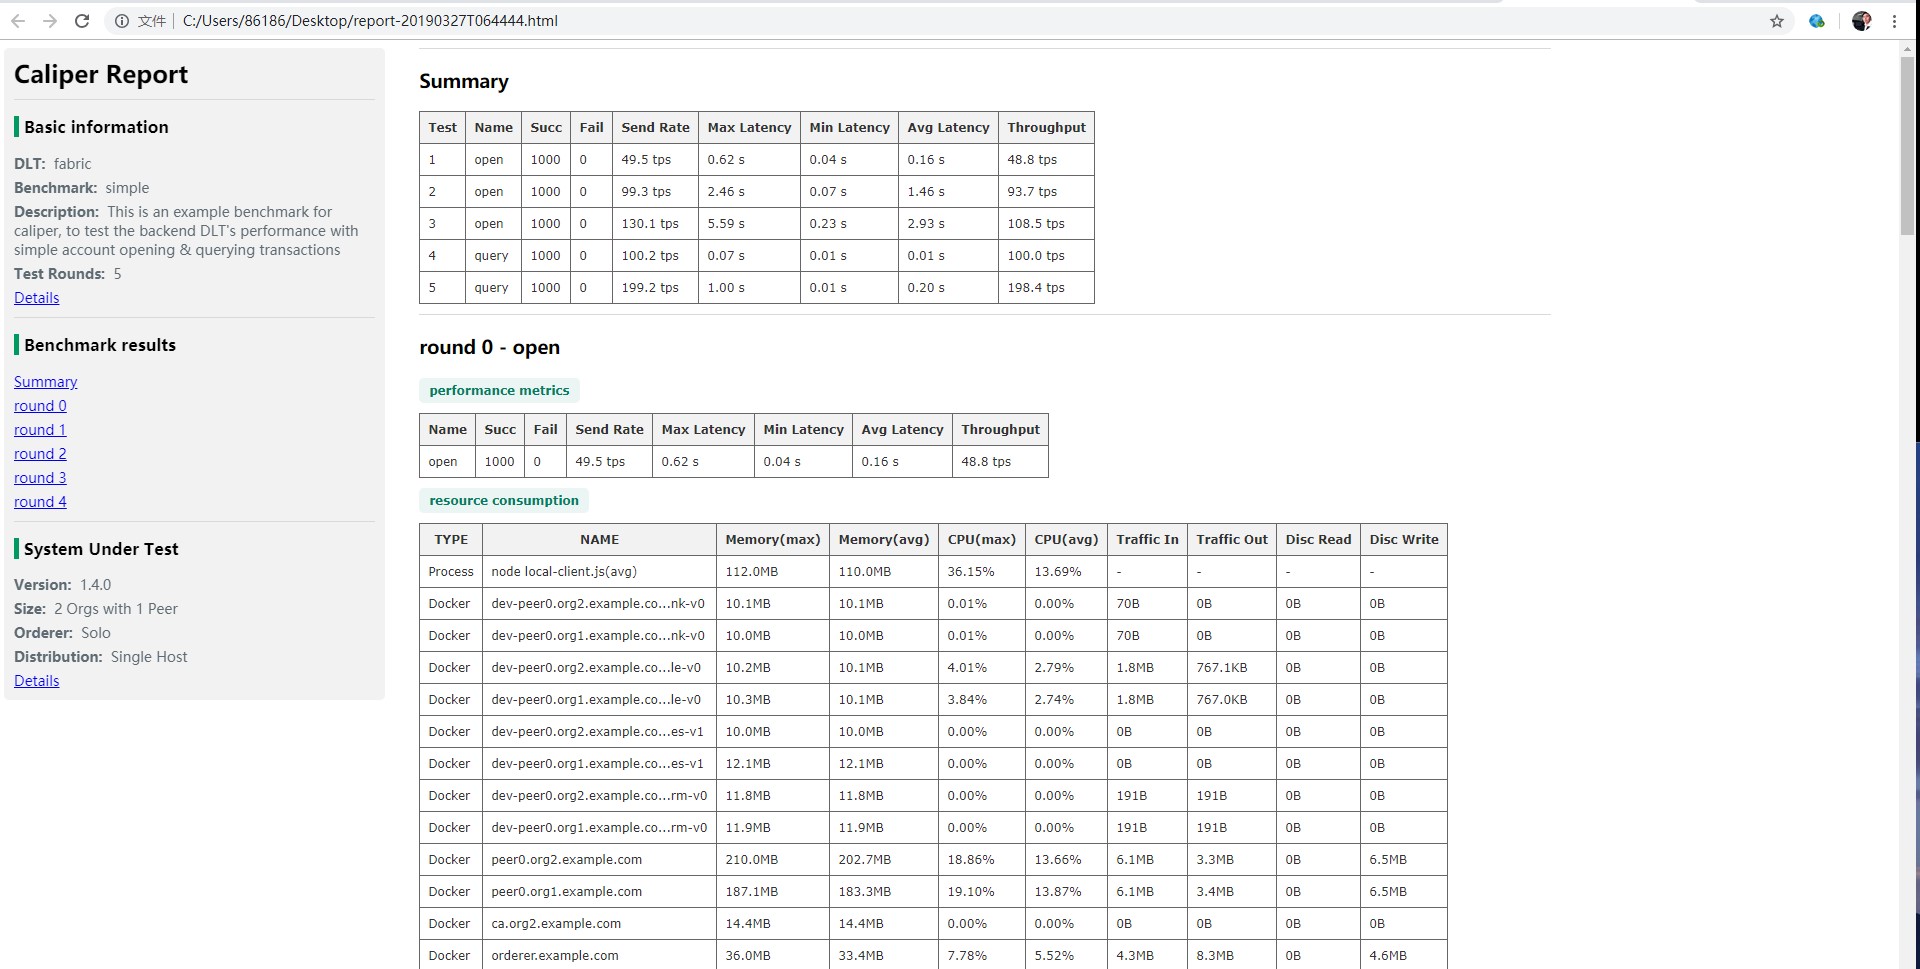 文件 C:/Users/86186/Desktop/report-20190327T064444.html
Caliper Report
Basic information
DLT: fabric
Benchmark: simple
Description: This is an example benchmark for
caliper, to test the backend DLT's performance with
simple account opening & querying transactions
Test Rounds: 5
Details
Benchmark results
Summary
round 0
round 1
round 2
round 3
round 4
System Under Test
Version: 1.4.0
Size: 2 Orgs with 1 Peer
Orderer: Solo
Distribution: Single Host
Details
Summary
Test Name Succ Fail Send Rate Max Latency Min Latency Avg Latency Throughput
1 open 1000 0 49.5 tps 0.62 s 0.04 s 0.16 s 48.8 tps
2 open 1000 0 99.3 tps 2.46 s 0.07 s 1.46 s 93.7 tps
3 open 1000 0 130.1 tps 5.59 s 0.23 s 2.93 s 108.5 tps
4 query 1000 0 100.2 tps 0.07 s 0.01 s 0.01 s 100.0 tps
5 query 1000 0 199.2 tps 1.00 s 0.01 s 0.20 s 198.4 tps
round 0 - open
performance metrics
Name Succ Fail Send Rate Max Latency Min Latency Avg Latency Throughput
open 1000 0 49.5 tps 0.62 s 0.04 s 0.16 s 48.8 tps
resource consumption
TYPE NAME Memory(max) Memory(avg) CPU(max) CPU(avg) Traffic In Traffic Out Disc Read Disc Write
Process node local-client.js(avg) 112.0MB 110.0MB 36.15% 13.69% - - - -
Docker dev-peer0.org2.example.co...nk-v0 10.1MB 10.1MB 0.01% 0.00% 70B 0B 0B 0B
Docker dev-peer0.org1.example.co...nk-v0 10.0MB 10.0MB 0.01% 0.00% 70B 0B 0B 0B
Docker dev-peer0.org2.example.co...le-v0 10.2MB 10.1MB 4.01% 2.79% 1.8MB 767.1KB 0B 0B
Docker dev-peer0.org1.example.co...le-v0 10.3MB 10.1MB 3.84% 2.74% 1.8MB 767.0KB 0B 0B
Docker dev-peer0.org2.example.co...es-v1 10.0MB 10.0MB 0.00% 0.00% 0B 0B 0B 0B
Docker dev-peer0.org1.example.co...es-v1 12.1MB 12.1MB 0.00% 0.00% 0B 0B 0B 0B
Docker dev-peer0.org2.example.co...rm-v0 11.8MB 11.8MB 0.00% 0.00% 191B 191B 0B 0B
Docker dev-peer0.org1.example.co...rm-v0 11.9MB 11.9MB 0.00% 0.00% 191B 191B 0B 0B
Docker peer0.org2.example.com 210.0MB 202.7MB 18.86% 13.66% 6.1MB 3.3MB 0B 6.5MB
Docker peer0.org1.example.com 187.1MB 183.3MB 19.10% 13.87% 6.1MB 3.4MB 0B 6.5MB
Docker ca.org2.example.com 14.4MB 14.4MB 0.00% 0.00% 0B 0B 0B 0B
Docker orderer.example.com 36.0MB 33.4MB 7.78% 5.52% 4.3MB 8.3MB 0B 4.6MB